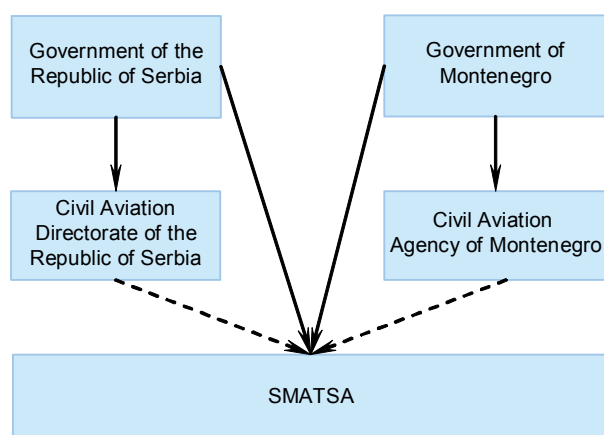 Government of the
Republic of Serbia
Government of
Montenegro
Civil Aviation
Directorate of the
Republic of Serbia
Civil Aviation
Agency of Montenegro
SMATSA